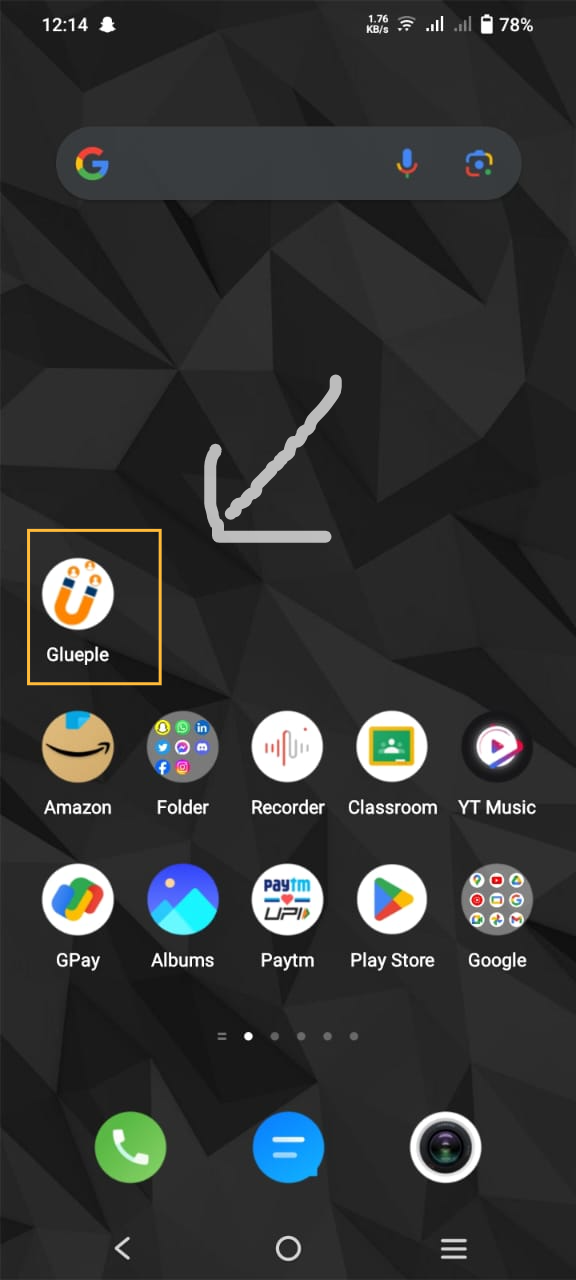 12:14
1.76
KB/s
78%
Glueple
Amazon
Folder
Recorder
Classroom
YT Music
paytm
UPI
GPay
Albums
Paytm
Play Store
Google